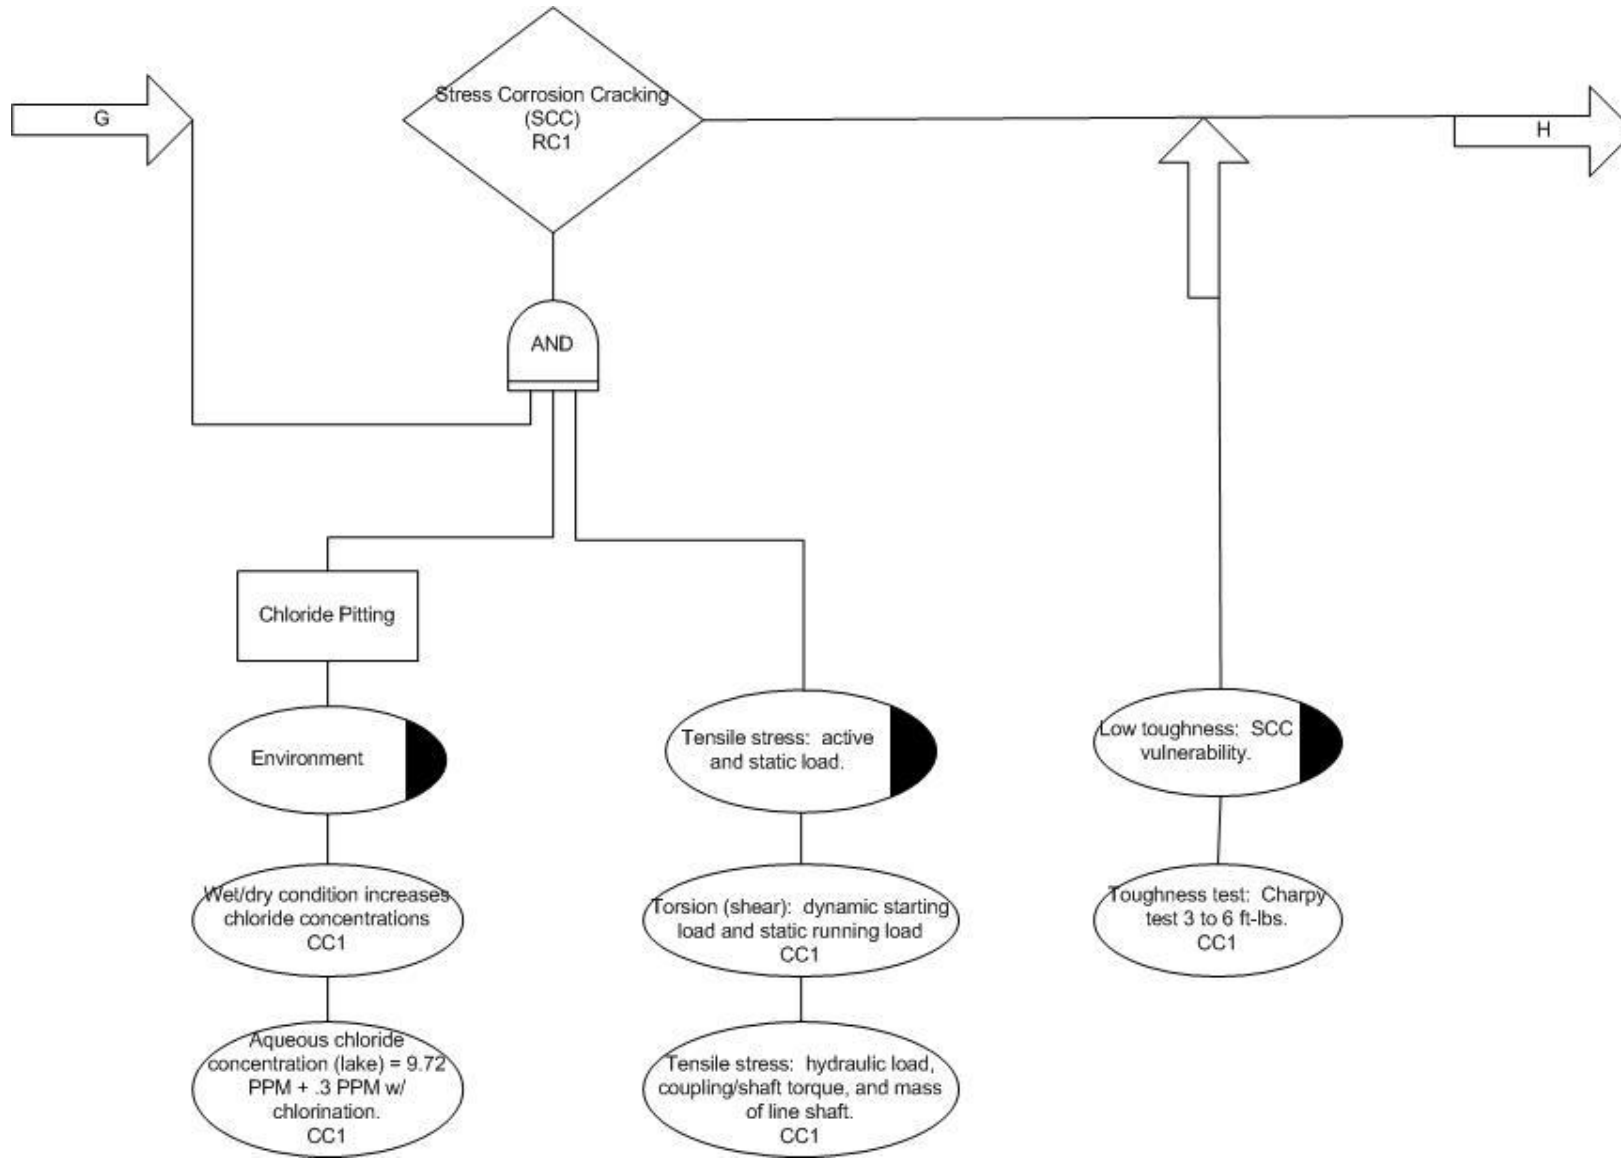 G
Stress Corrosion Cracking
(SCC)
RC1
H
AND
Chloride Pitting
Environment
Tensile stress:  active
and static load.
Low toughness:  SCC
vulnerability.
Wet/dry condition increases
chloride concentrations
CC1
Torsion (shear):  dynamic starting
load and static running load
CC1
Toughness test:  Charpy
test 3 to 6 ft-lbs.
CC1
Aqueous chloride
concentration (lake) = 9.72
PPM + .3 PPM w/
chlorination.
CC1
Tensile stress:  hydraulic load,
coupling/shaft torque, and mass
of line shaft.
CC1